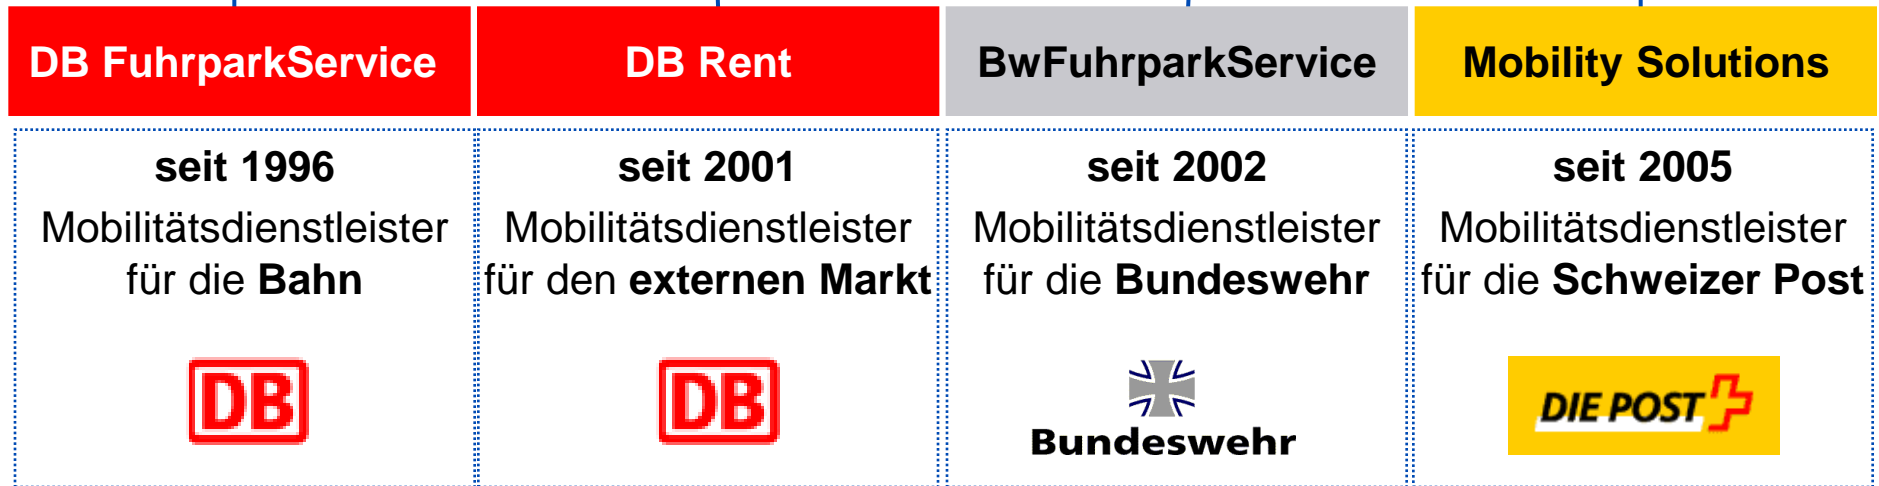 DB FuhrparkService
DB Rent
BwFuhrparkService
Mobility Solutions
seit 1996
Mobilitätsdienstleister
für die Bahn
DB
seit 2001
Mobilitätsdienstleister
für den externen Markt
DB
seit 2002
Mobilitätsdienstleister
für die Bundeswehr
Bundeswehr
seit 2005
Mobilitätsdienstleister
für die Schweizer Post
DIE POST